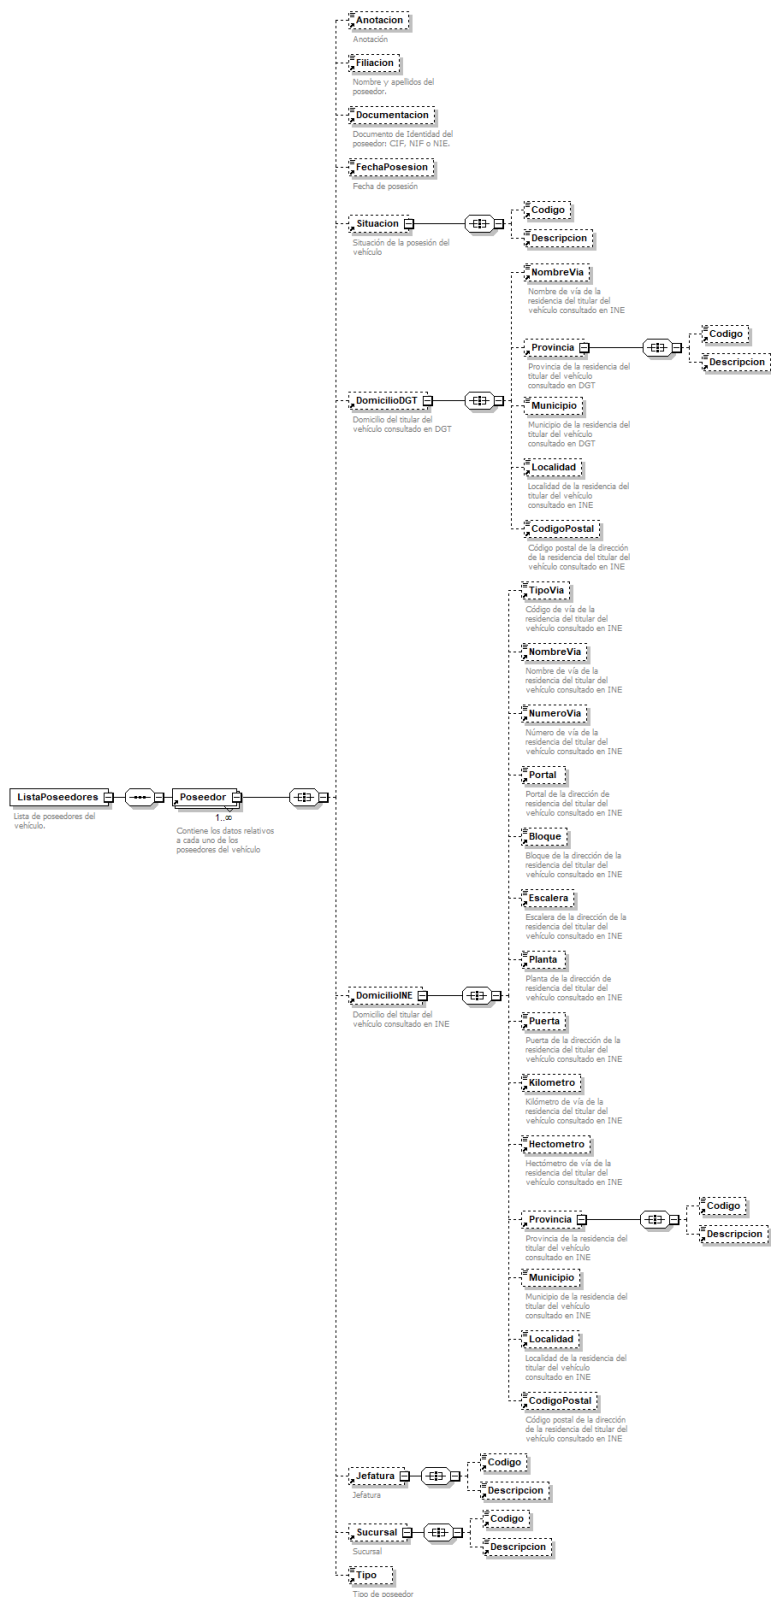 Anotacion
Anotación
Filiacion
Nombre y apellidos del
poseedor.
Documentacion
Documento de Identidad del
poseedor: CIF, NIF o NIE.
FechaPosesion
Fecha de posesión
Situacion
Situación de la posesión del
vehículo
Codigo
Descripcion
DomicilioDGT
Domicilio del titular del
vehículo consultado en DGT
NombreVia
Nombre de vía de la
residencia del titular del
vehículo consultado en INE
Provincia
Provincia de la residencia del
titular del vehículo
consultado en DGT
Codigo
Descripcion
Municipio
Municipio de la residencia del
titular del vehículo
consultado en DGT
Localidad
Localidad de la residencia del
titular del vehículo
consultado en INE
CodigoPostal
Código postal de la dirección
de la residencia del titular del
vehículo consultado en INE
ListaPoseedores
Lista de poseedores del
vehículo.
Poseedor
1..∞
Contiene los datos relativos
a cada uno de los
poseedores del vehículo
DomicilioINE
Domicilio del titular del
vehículo consultado en INE
TipoVia
Código de vía de la
residencia del titular del
vehículo consultado en INE
NombreVia
Nombre de vía de la
residencia del titular del
vehículo consultado en INE
NumeroVia
Número de vía de la
residencia del titular del
vehículo consultado en INE
Portal
Portal de la dirección de
residencia del titular del
vehículo consultado en INE
Bloque
Bloque de la dirección de la
residencia del titular del
vehículo consultado en INE
Escalera
Escalera de la dirección de la
residencia del titular del
vehículo consultado en INE
Planta
Planta de la dirección de
residencia del titular del
vehículo consultado en INE
Puerta
Puerta de la dirección de la
residencia del titular del
vehículo consultado en INE
Kilometro
Kilómetro de vía de la
residencia del titular del
vehículo consultado en INE
Hectometro
Hectómetro de vía de la
residencia del titular del
vehículo consultado en INE
Provincia
Provincia de la residencia del
titular del vehículo
consultado en INE
Codigo
Descripcion
Municipio
Municipio de la residencia del
titular del vehículo
consultado en INE
Localidad
Localidad de la residencia del
titular del vehículo
consultado en INE
CodigoPostal
Código postal de la dirección
de la residencia del titular del
vehículo consultado en INE
Jefatura
Jefatura
Codigo
Descripcion
Sucursal
Sucursal
Codigo
Descripcion
Tipo
Tipo de poseedor